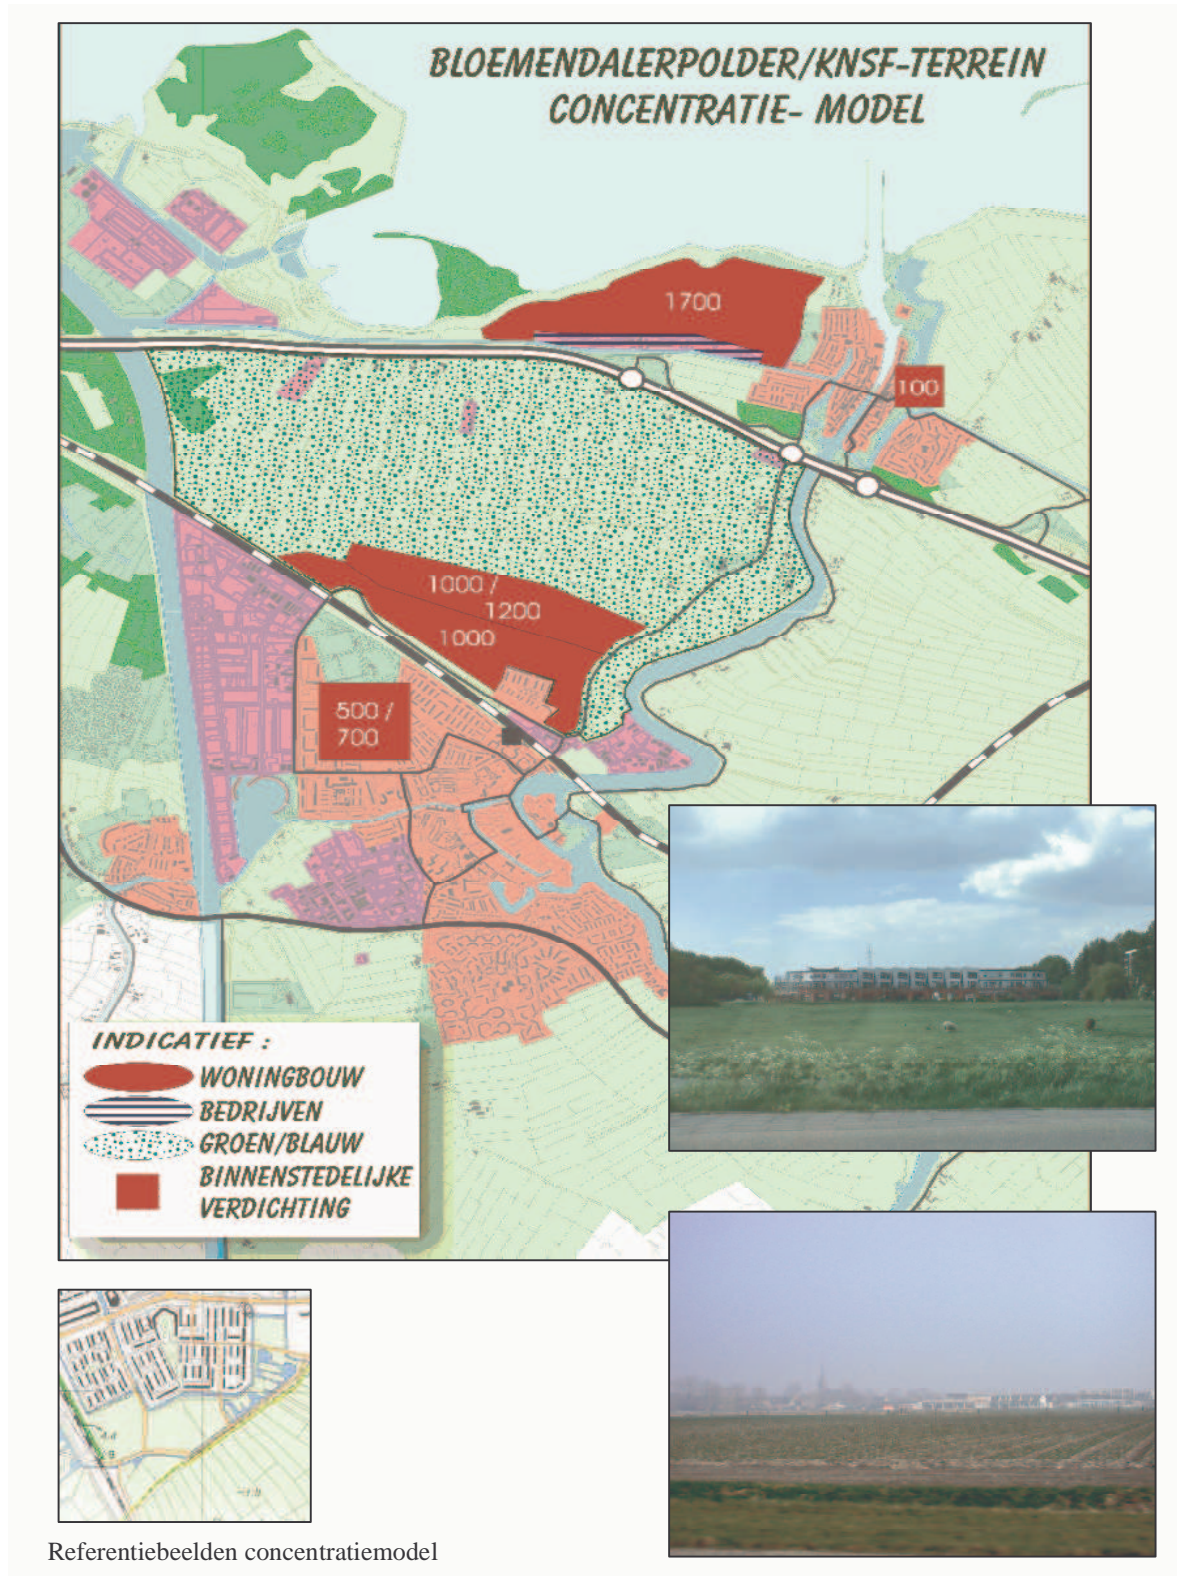 BLOEMENDALERPOLDER/KNSF-TERREIN
CONCENTRATIE- MODEL
1700
100
1000 /
1200
1000
500 /
700
INDICATIEF :
WONINGBOUW
BEDRIJVEN
GROEN/BLAUW
BINNENSTEDELIJKE
VERDICHTING
Referentiebeelden concentratiemodel